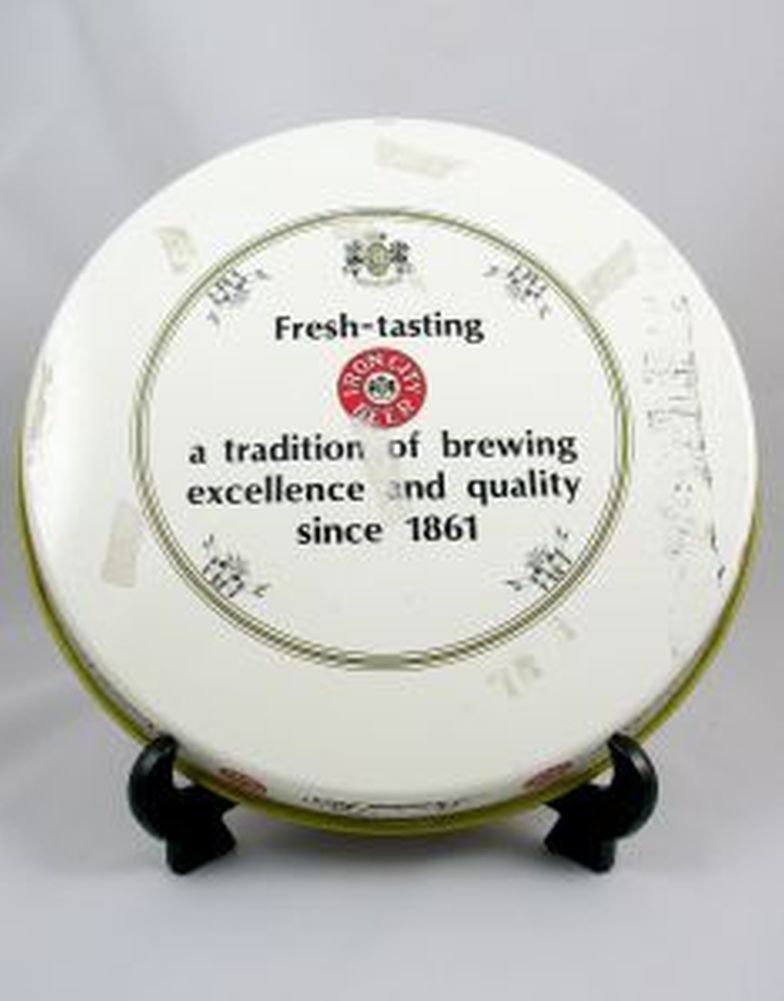 Fresh-tasting
IRON CITY
BEER
a tradition of brewing
excellence and quality
since 1861